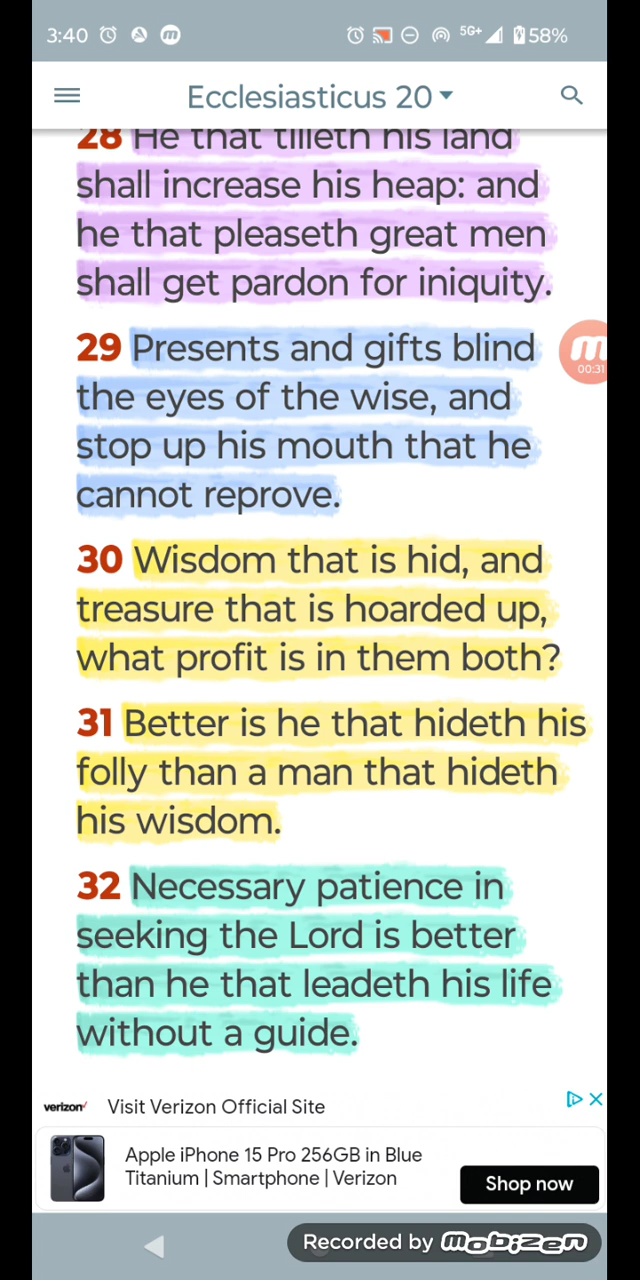 3:40
5G+ 58%
Ecclesiasticus 20
28 He that tilleth his land
shall increase his heap: and
he that pleaseth great men
shall get pardon for iniquity.
29 Presents and gifts blind
the eyes of the wise, and
stop up his mouth that he
cannot reprove.
m
00:31
30 Wisdom that is hid, and
treasure that is hoarded up,
what profit is in them both?
31 Better is he that hideth his
folly than a man that hideth
his wisdom.
32 Necessary patience in
seeking the Lord is better
than he that leadeth his life
without a guide.
verizon Visit Verizon Official Site
Apple iPhone 15 Pro 256GB in Blue
Titanium | Smartphone | Verizon
Shop now
Recorded by mobizen